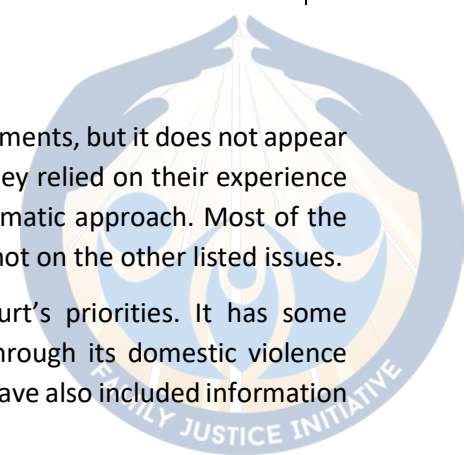 ments, but it does not appear
ey relied on their experience
matic approach. Most of the
not on the other listed issues.
urt’s priorities. It has some
hrough its domestic violence
ave also included information
FAMILY JUSTICE INITIATIVE